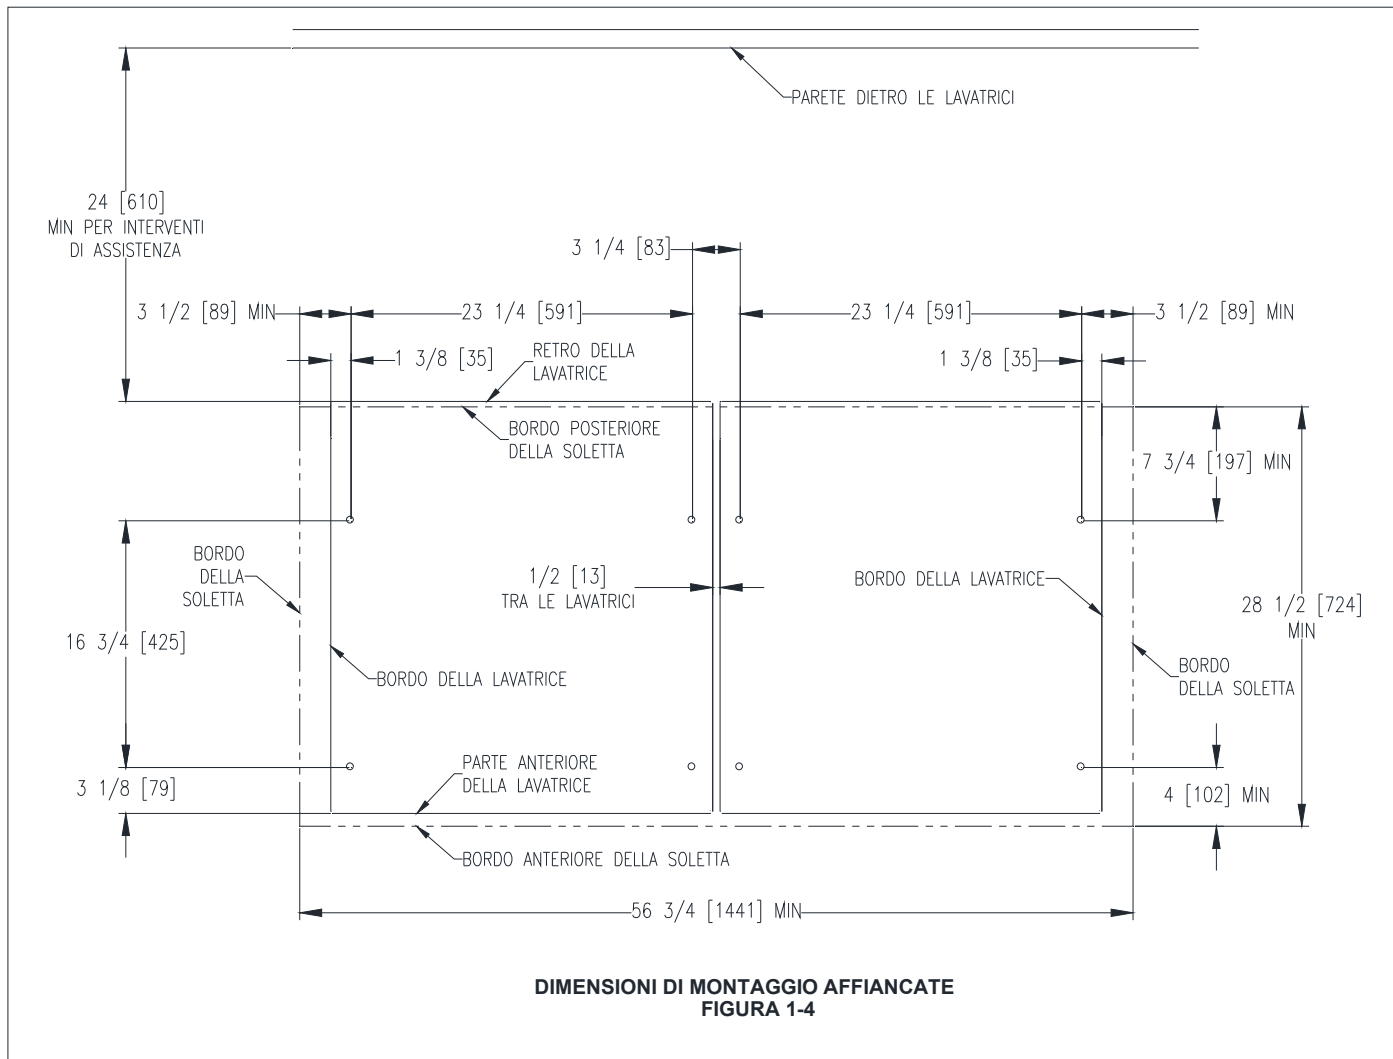 PARETE DIETRO LE LAVATRICI
24 [610]
MIN PER INTERVENTI
DI ASSISTENZA
3 1/4 [83]
3 1/2 [89] MIN
23 1/4 [591]
23 1/4 [591]
3 1/2 [89] MIN
1 3/8 [35]
RETRO DELLA
LAVATRICE
1 3/8 [35]
BORDO POSTERIORE
DELLA SOLETTA
7 3/4 [197] MIN
BORDO
DELLA
SOLETTA
1/2 [13]
TRA LE LAVATRICI
BORDO DELLA LAVATRICE
28 1/2 [724]
MIN
16 3/4 [425]
BORDO DELLA LAVATRICE
BORDO
DELLA SOLETTA
PARTE ANTERIORE
DELLA LAVATRICE
3 1/8 [79]
4 [102] MIN
BORDO ANTERIORE DELLA SOLETTA
56 3/4 [1441] MIN
DIMENSIONI DI MONTAGGIO AFFIANCATE
FIGURA 1-4